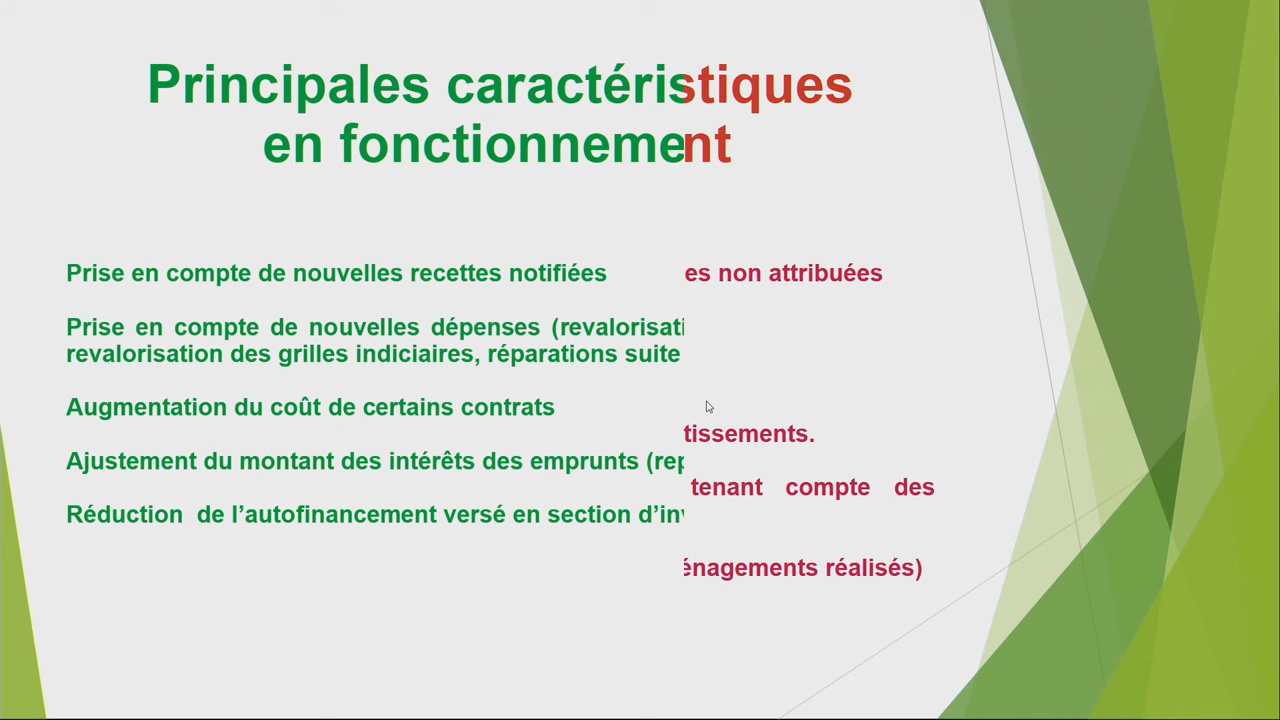 Principales caractéristiques
en fonctionnement
Prise en compte de nouvelles recettes notifiées es non attribuées
Prise en compte de nouvelles dépenses (revalorisati
revalorisation des grilles indiciaires, réparations suite
Augmentation du coût de certains contrats
tissements.
Ajustement du montant des intérêts des emprunts (rep
tenant compte des
Réduction de l’autofinancement versé en section d’inv
énagements réalisés)